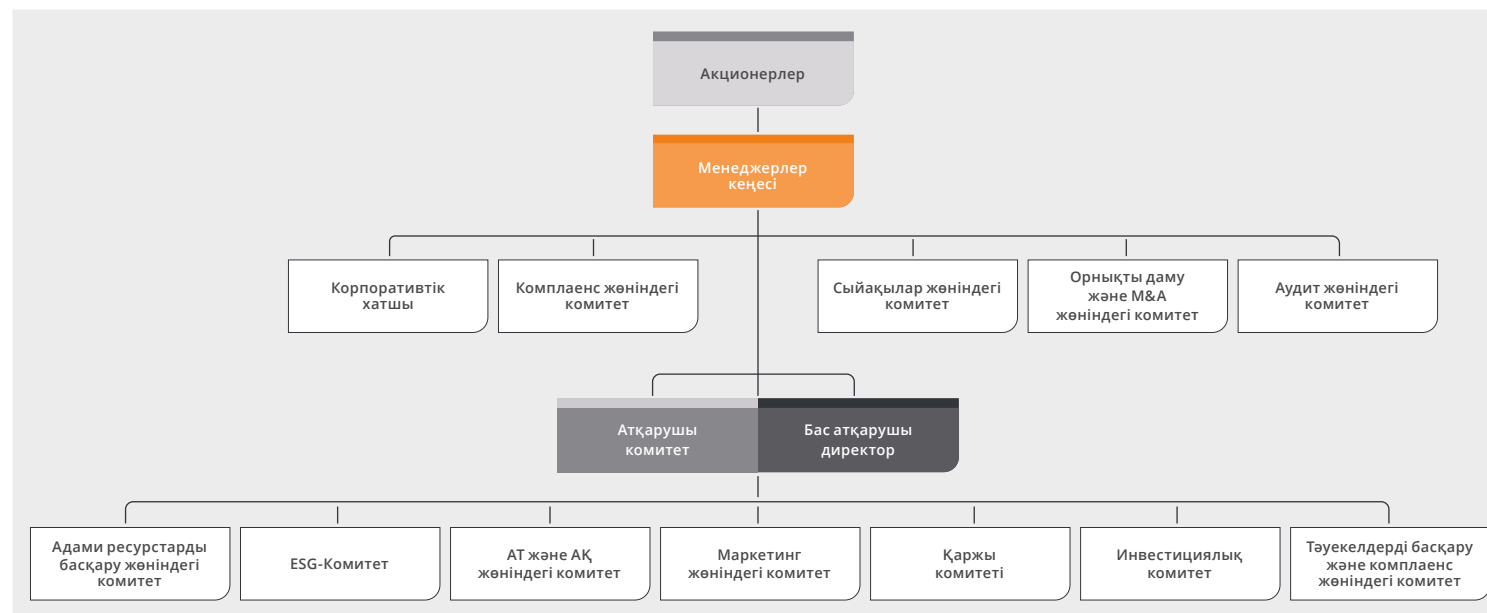 Акционерлер
Менеджерлер
кеңесі
Корпоративтік
хатшы
Комплаенс жөніндегі
комитет
Сыйақылар жөніндегі
комитет
Орнықты даму
және M&A
жөніндегі комитет
Аудит жөніндегі
комитет
Атқарушы
комитет
Бас атқарушы
директор
Адами ресурстарды
басқару жөніндегі
комитет
ESG-Комитет
АТ және АҚ
жөніндегі комитет
Маркетинг
жөніндегі комитет
Қаржы
комитеті
Инвестициялық
комитет
Тәуекелдерді басқару
және комплаенс
жөніндегі комитет